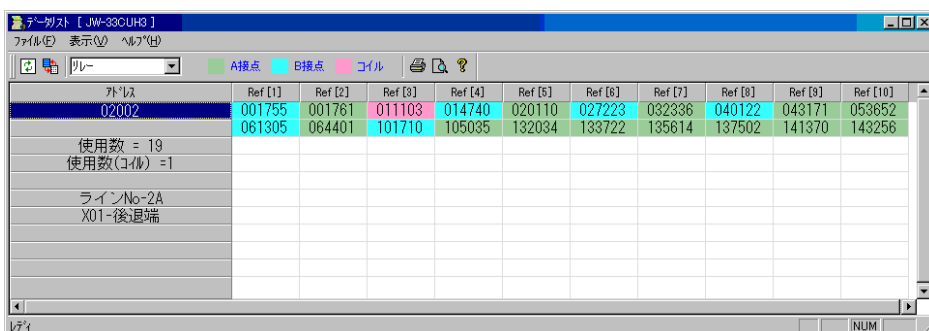 ﾃﾞｰﾀﾘｽﾄ [ JW-33CUH3 ]
ﾌｧｲﾙ(F) 表示(V) ﾍﾙﾌﾟ(H)
ﾘﾚｰ A接点 B接点 コイル
ｱﾄﾞﾚｽ Ref [1] Ref [2] Ref [3] Ref [4] Ref [5] Ref [6] Ref [7] Ref [8] Ref [9] Ref [10]
02002 001755 001761 011103 014740 020110 027223 032336 040122 043171 053652
061305 064401 101710 105035 132034 133722 135614 137502 141370 143256
使用数 = 19
使用数(ｺｲﾙ) =1
ラインNo-2A
X01-後退端
ﾚﾃﾞｨ NUM